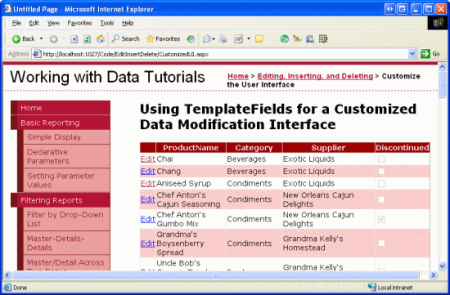 Untitled Page - Microsoft Internet Explorer
File Edit View Favorites Tools Help
Back Search Favorites
Address http://localhost:1027/Code/EditInsertDelete/CustomizedUI.aspx Go
Working with Data Tutorials
Home > Editing, Inserting, and Deleting > Customize the User Interface
Home
Basic Reporting
Simple Display
Declarative Parameters
Setting Parameter Values
Filtering Reports
Filter by Drop-Down List
Master-Details-Details
Master/Detail Across
Using TemplateFields for a Customized
Data Modification Interface
ProductName Category Supplier Discontinued
Edit Chai Beverages Exotic Liquids
Edit Chang Beverages Exotic Liquids
Edit Aniseed Syrup Condiments Exotic Liquids
Edit Chef Anton's Cajun Seasoning Condiments New Orleans Cajun Delights
Edit Chef Anton's Gumbo Mix Condiments New Orleans Cajun Delights
Edit Grandma's Boysenberry Spread Condiments Grandma Kelly's Homestead
Uncle Bob's
Done Local intranet